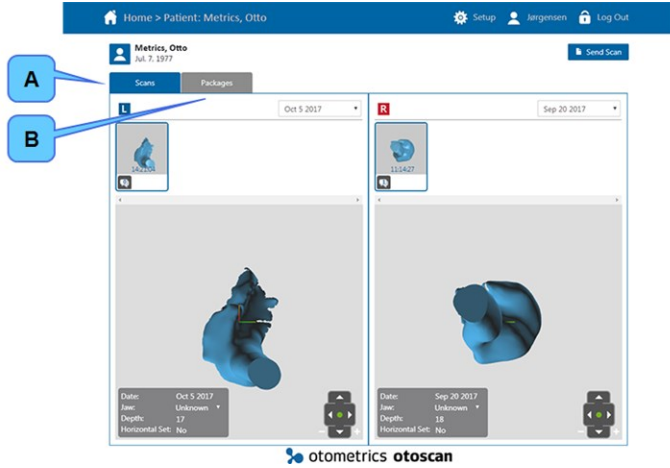 Home > Patient: Metrics, Otto
Setup
Jørgensen
Log Out
Metrics, Otto
Jul. 7, 1977
Send Scan
A
Scans
Packages
B
L
Oct 5 2017
R
Sep 20 2017
14:21:04
11:14:27
Date: Oct 5 2017
Jaw: Unknown
Depth: 17
Horizontal Set: No
Date: Sep 20 2017
Jaw: Unknown
Depth: 18
Horizontal Set: No
otometrics otoscan